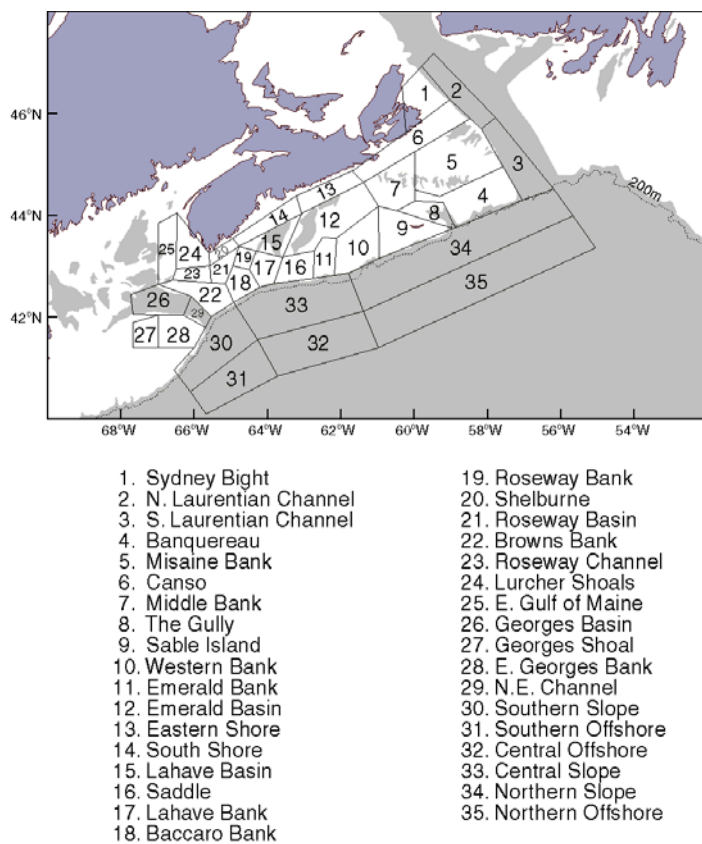 46°N
44°N
42°N
68°W 66°W 64°W 62°W 60°W 58°W 56°W 54°W
200m
1
2
6
5
3
7
4
13
14
12
8
9
15
20
25
24
19
10
34
23
21
17
16
11
18
35
26
22
29
33
27
28
30
32
31
1. Sydney Bight
2. N. Laurentian Channel
3. S. Laurentian Channel
4. Banquereau
5. Misaine Bank
6. Canso
7. Middle Bank
8. The Gully
9. Sable Island
10. Western Bank
11. Emerald Bank
12. Emerald Basin
13. Eastern Shore
14. South Shore
15. Lahave Basin
16. Saddle
17. Lahave Bank
18. Baccaro Bank
19. Roseway Bank
20. Shelburne
21. Roseway Basin
22. Browns Bank
23. Roseway Channel
24. Lurcher Shoals
25. E. Gulf of Maine
26. Georges Basin
27. Georges Shoal
28. E. Georges Bank
29. N.E. Channel
30. Southern Slope
31. Southern Offshore
32. Central Offshore
33. Central Slope
34. Northern Slope
35. Northern Offshore